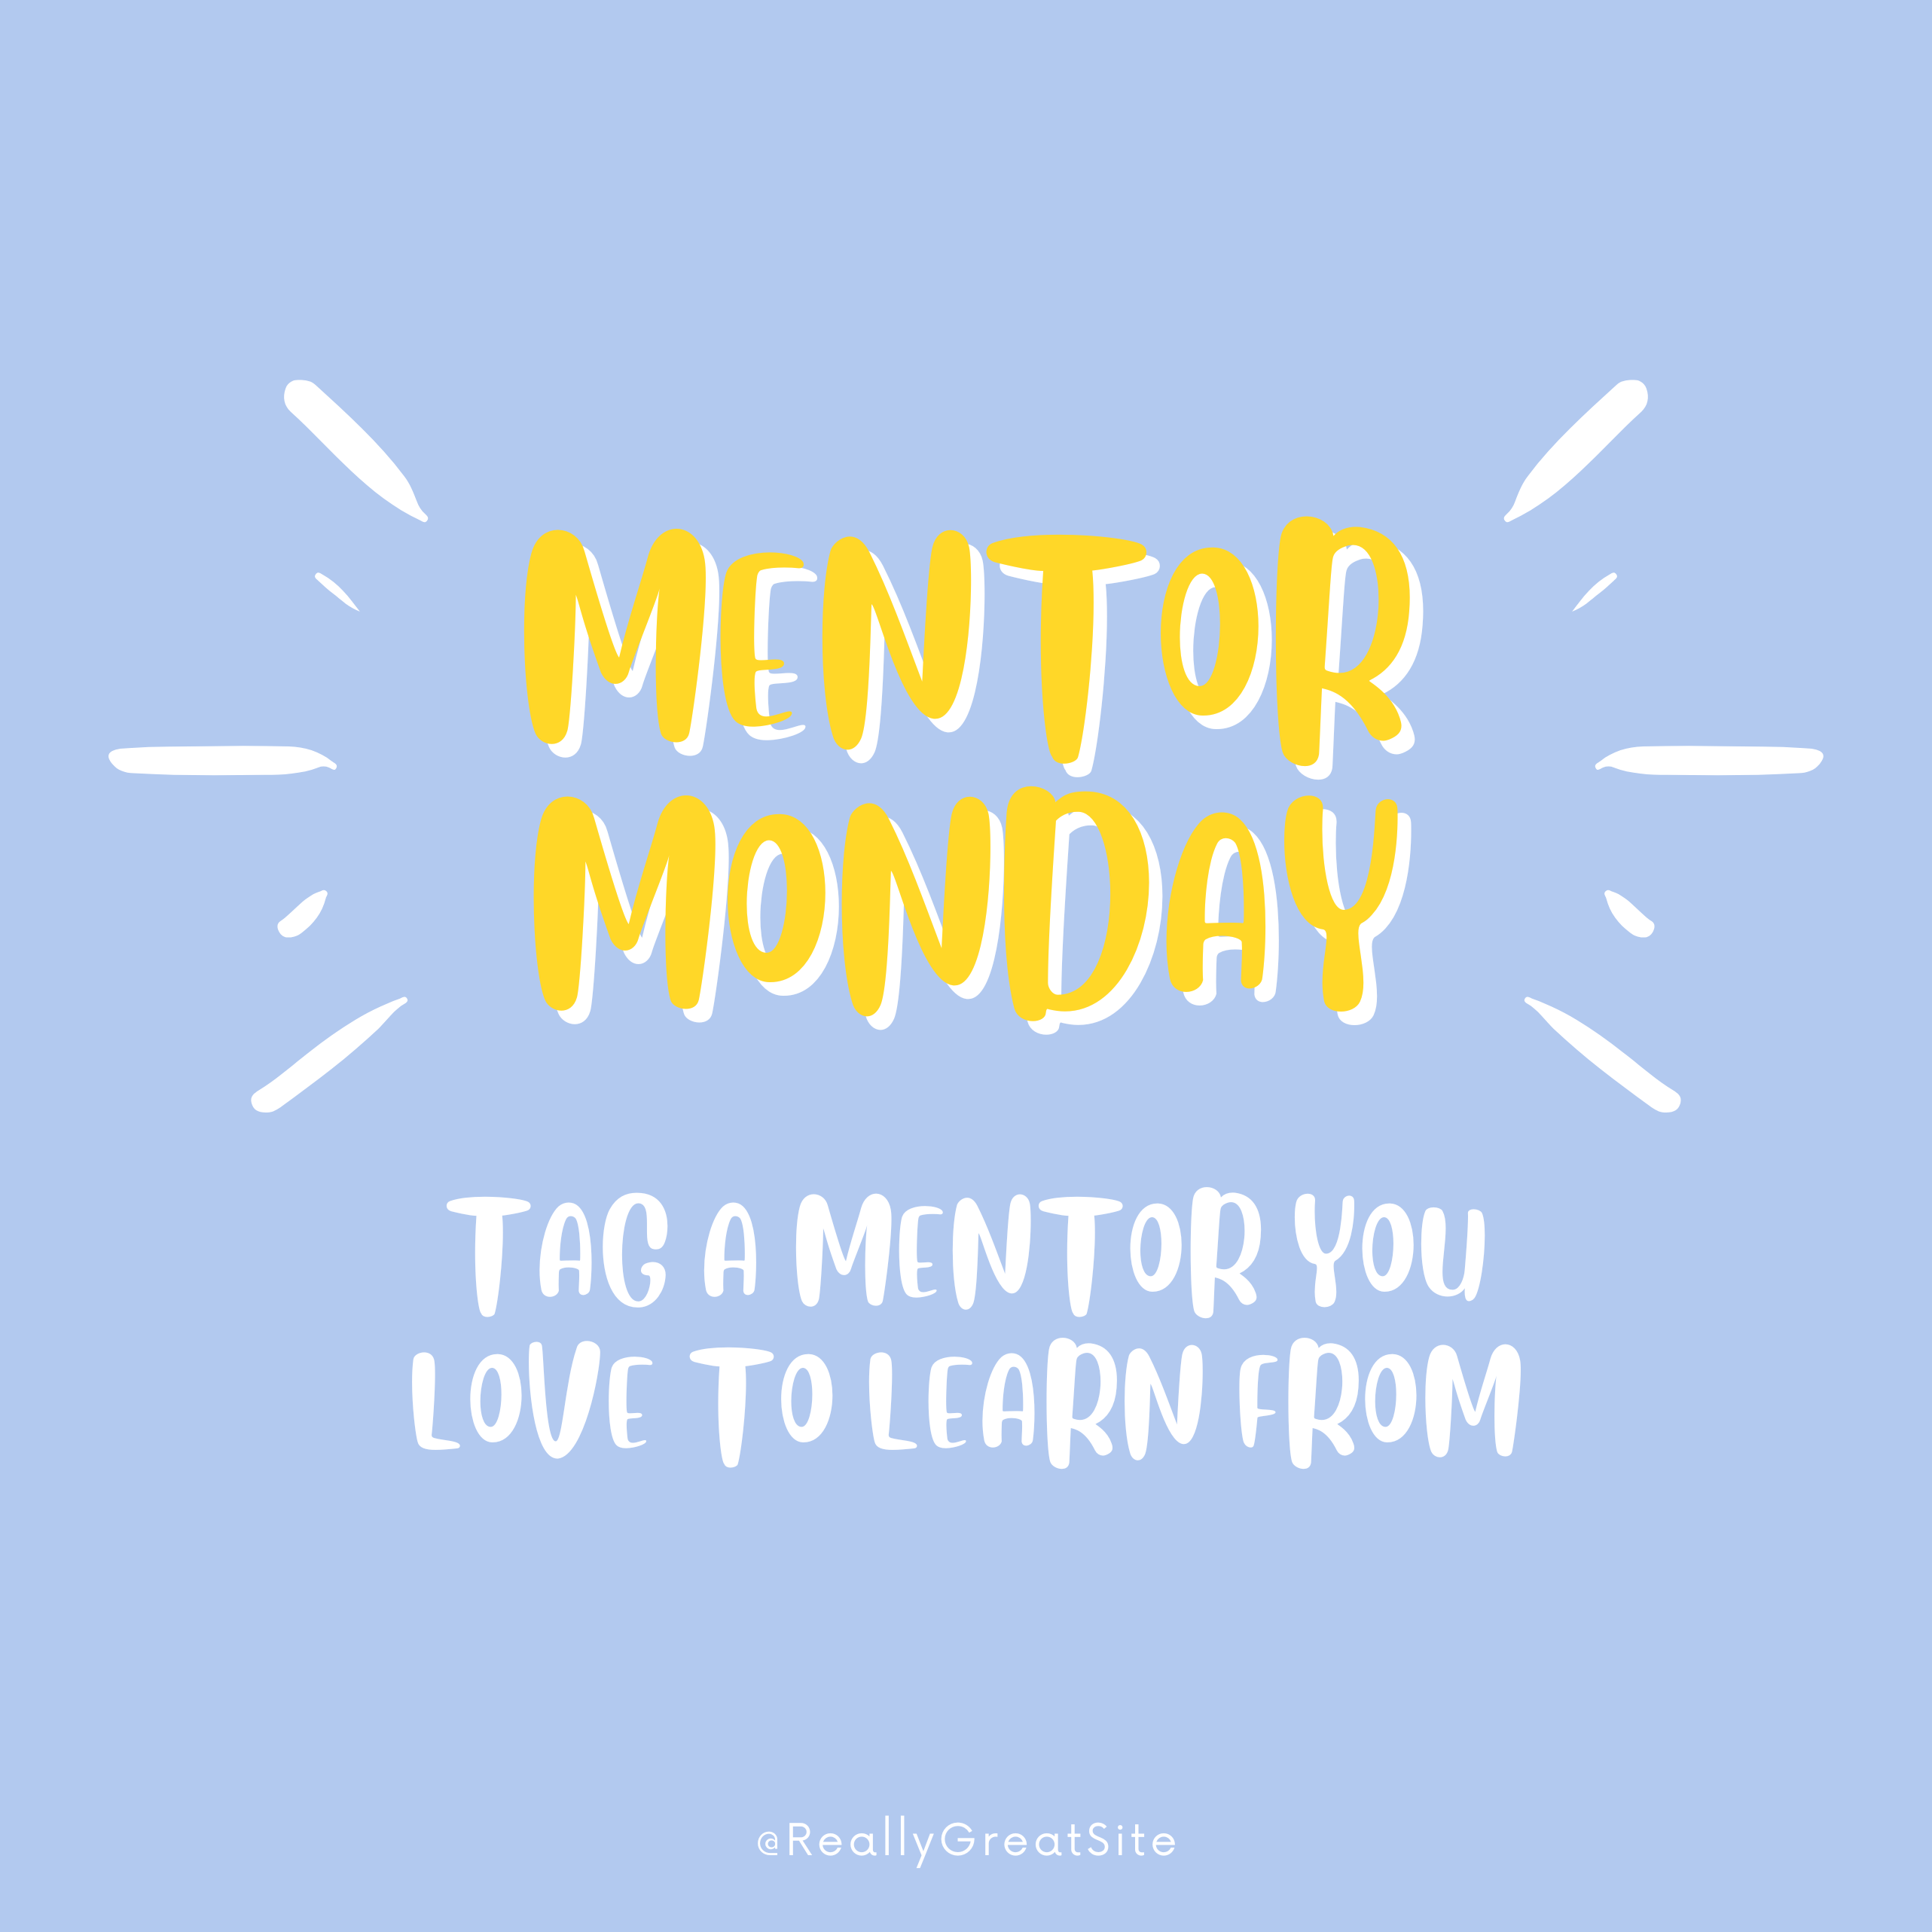 MENTOR
MONDAY
TAG A MENTOR YOU
LOVE TO LEARN FROM
@ReallyGreatSite